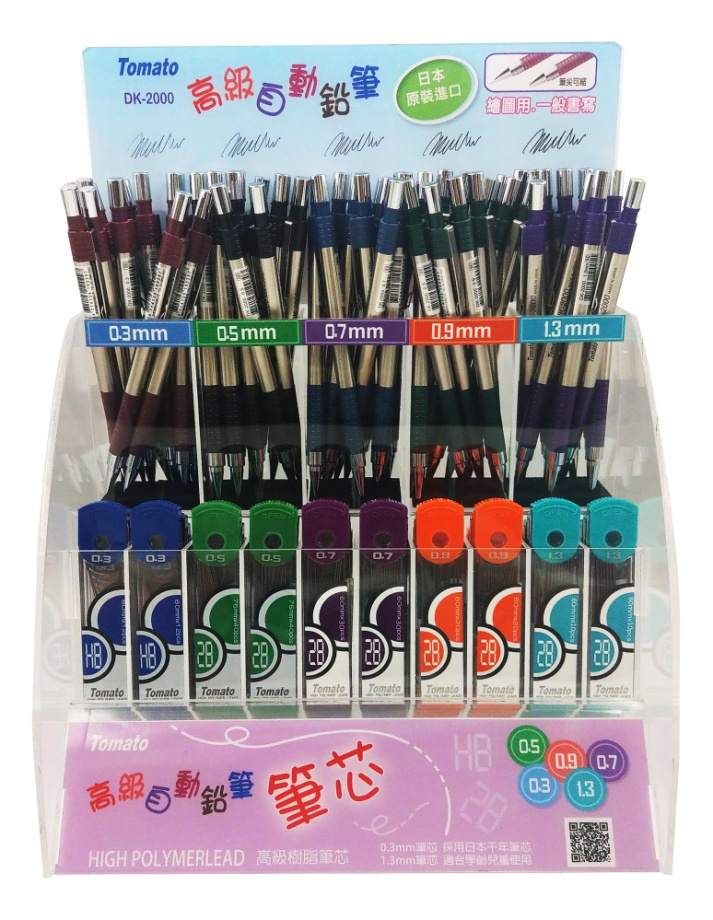 Tomato
DK-2000
高級自動鉛筆
日本
原裝進口
筆尖可縮
繪圖用.一般書寫
0.3mm
0.5mm
0.7mm
0.9mm
1.3mm
0.3
0.3
0.5
0.5
0.7
0.7
0.9
0.9
1.3
1.3
HB
HB
2B
2B
2B
2B
2B
2B
2B
2B
Tomato
Tomato
Tomato
Tomato
Tomato
Tomato
Tomato
Tomato
Tomato
Tomato
Tomato
高級自動鉛筆 筆芯
HB
2B
0.5
0.9
0.7
0.3
1.3
HIGH POLYMERLEAD 高級樹脂筆芯
0.3mm筆芯 採用日本千年筆芯
1.3mm筆芯 適合學齡兒童使用